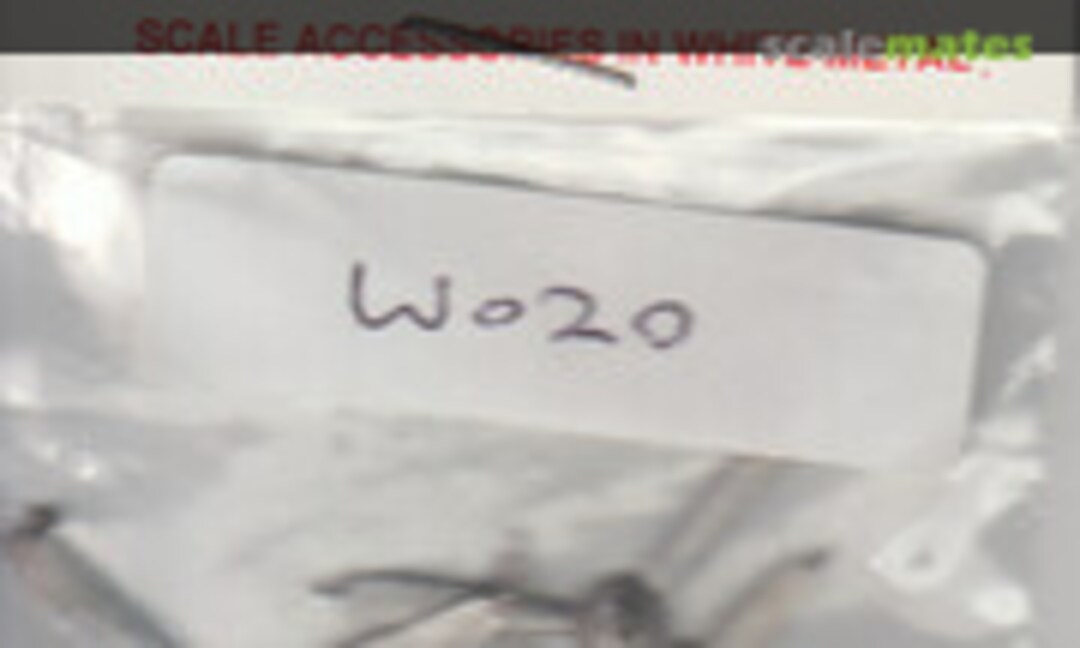 SCALE ACCESSORIES IN WHITE METAL.
scalemates
W020